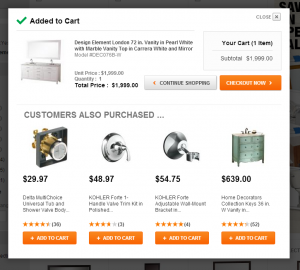 Added to Cart
CLOSE
Design Element London 72 in. Vanity in Pearl White
with Marble Vanity Top in Carrara White and Mirror
Model #DEC076B-W
Unit Price : $1,999.00
Quantity : 1
Total Price : $1,999.00
Your Cart (1 Item)
Subtotal $1,999.00
CONTINUE SHOPPING
CHECKOUT NOW
CUSTOMERS ALSO PURCHASED ...
$29.97
$48.97
$54.75
$639.00
Delta MultiChoice
Universal Tub and
Shower Valve Body...
KOHLER Forte 1-
Handle Valve Trim Kit in
Polished...
KOHLER Forte
Adjustable Wall-Mount
Bracket in...
Home Decorators
Collection Keys 36 in.
W Vanity in...
(36)
(3)
(4)
(52)
+ ADD TO CART
+ ADD TO CART
+ ADD TO CART
+ ADD TO CART